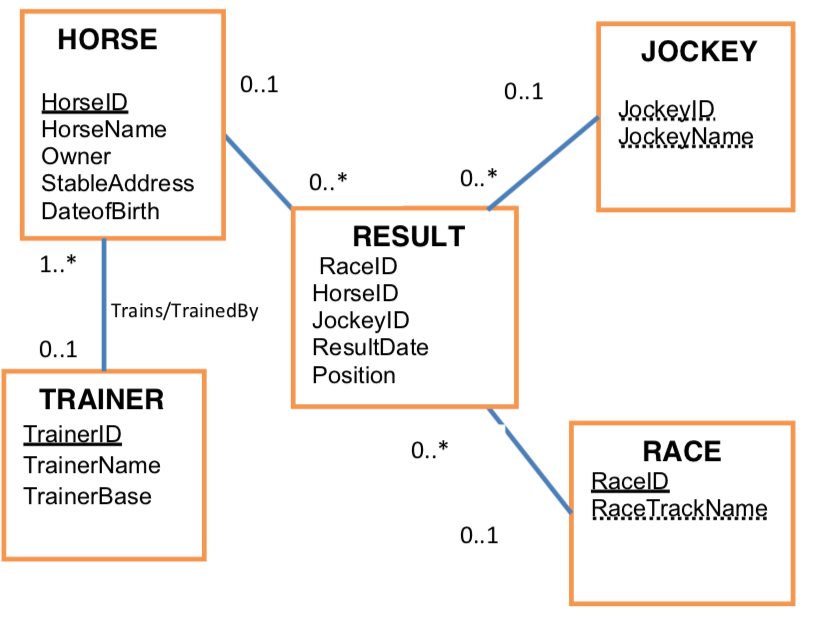 HORSE
HorseID
HorseName
Owner
StableAddress
DateofBirth
0..1
0..*
JOCKEY
JockeyID
JockeyName
0..1
0..*
RESULT
RaceID
HorseID
JockeyID
ResultDate
Position
1..*
Trains/TrainedBy
0..1
TRAINER
TrainerID
TrainerName
TrainerBase
0..*
0..1
RACE
RaceID
RaceTrackName